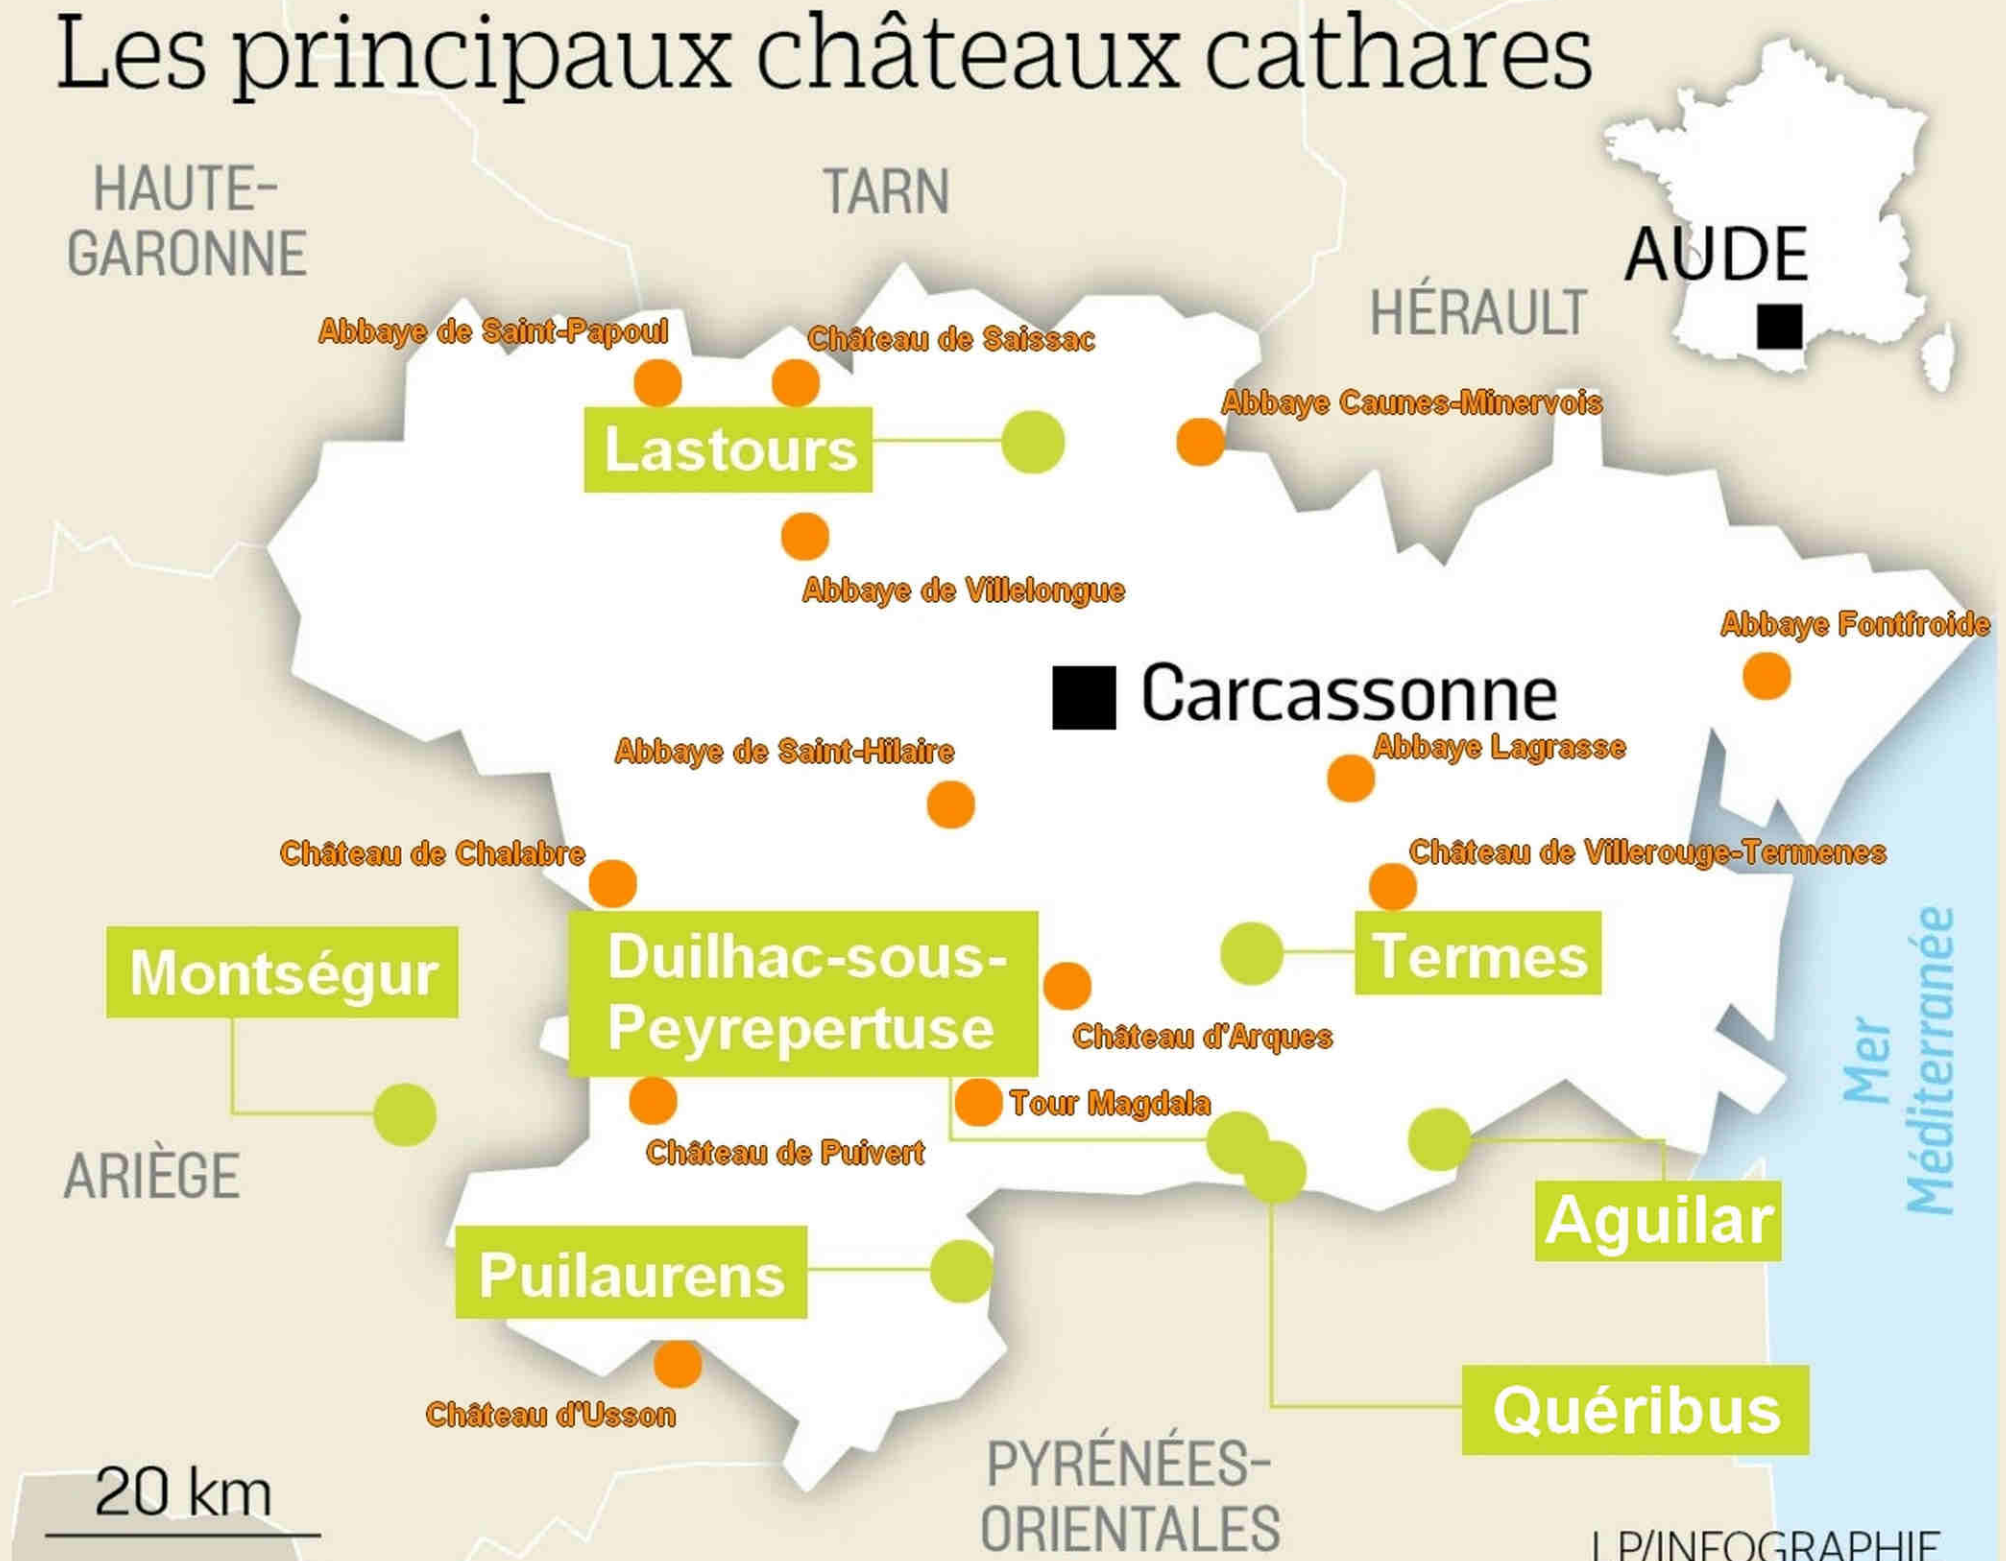 Les principaux châteaux cathares
HAUTE-
GARONNE
TARN
AUDE
HÉRAULT
Abbaye de Saint-Papoul
Château de Saissac
Abbaye Caunes-Minervois
Lastours
Abbaye de Villelongue
Abbaye Fontfroide
Carcassonne
Abbaye de Saint-Hilaire
Abbaye Lagrasse
Château de Chalabre
Château de Villerouge-Termenes
Montségur
Duilhac-sous-
Peyrepertuse
Termes
Château d'Arques
Tour Magdala
Château de Puivert
Mer
Méditerranée
ARIÈGE
Aguilar
Puilaurens
Château d'Usson
Quéribus
PYRÉNÉES-
ORIENTALES
20 km
LP/INFOGRAPHIE